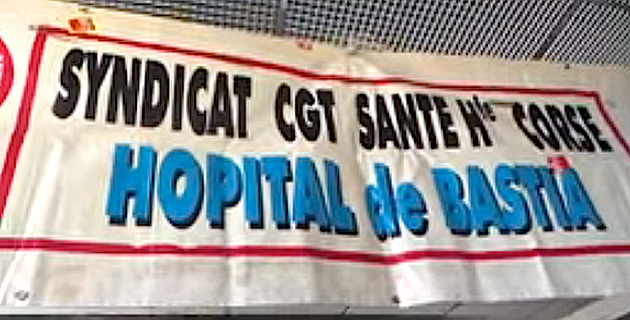 SYNDICAT CGT SANTE Hte CORSE
HOPITAL de BASTIA